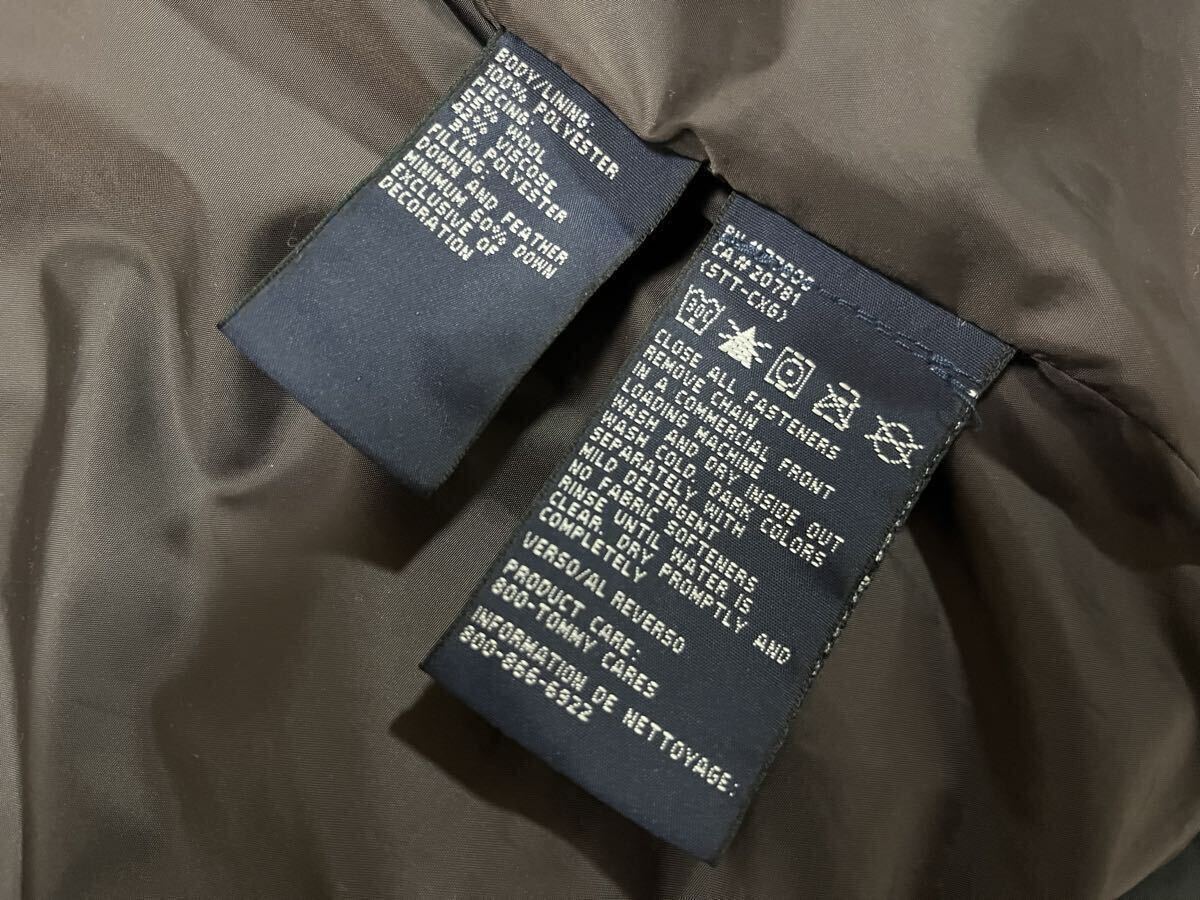 BODY/LINING:
100% POLYESTER
PIECING:
55% WOOL
42% VISCOSE
3% POLYESTER
FILLING:
DOWN AND FEATHER
MINIMUM 60% DOWN
EXCLUSIVE OF
DECORATION
CA#20781
(STT-CXG)
30C
CLOSE ALL FASTENERS
REMOVE CHAIN
IN A COMMERCIAL FRONT
LOADING MACHINE
WASH AND DRY INSIDE OUT
WASH COLD, DARK COLORS
SEPARATELY WITH
MILD DETERGENT
NO FABRIC SOFTENERS
RINSE UNTIL WATER IS
CLEAR. DRY PROMPTLY AND
COMPLETELY
VERSO/AL REVERSO
PRODUCT CARE:
800-TOMMY CARES
INFORMATION DE NETTOYAGE:
800-866-6922